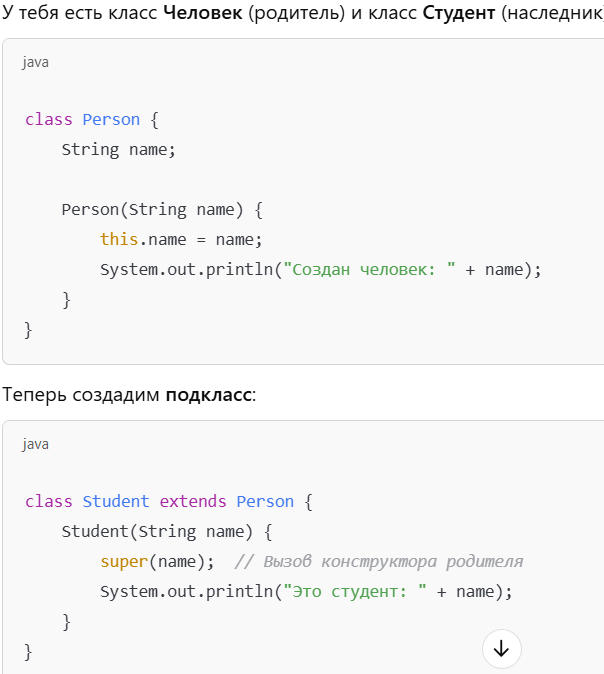 У тебя есть класс Человек (родитель) и класс Студент (наследник)
java
class Person {
    String name;
    Person(String name) {
        this.name = name;
        System.out.println("Создан человек: " + name);
    }
}
Теперь создадим подкласс:
java
class Student extends Person {
    Student(String name) {
        super(name);  // Вызов конструктора родителя
        System.out.println("Это студент: " + name);
    }
}